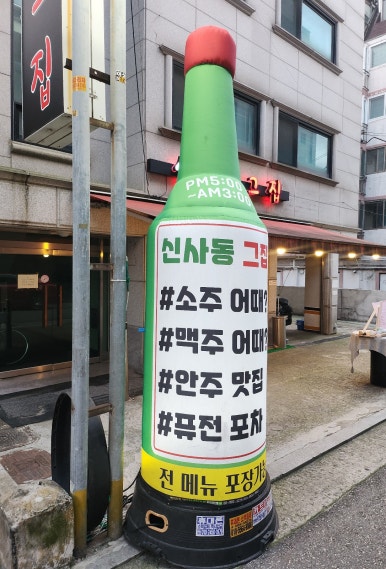 집
그집
PM5:00
-AM3:00
신사동 그집
#소주 어때?
#맥주 어때?
#안주 맛집
#퓨전 포차
전 메뉴 포장가능